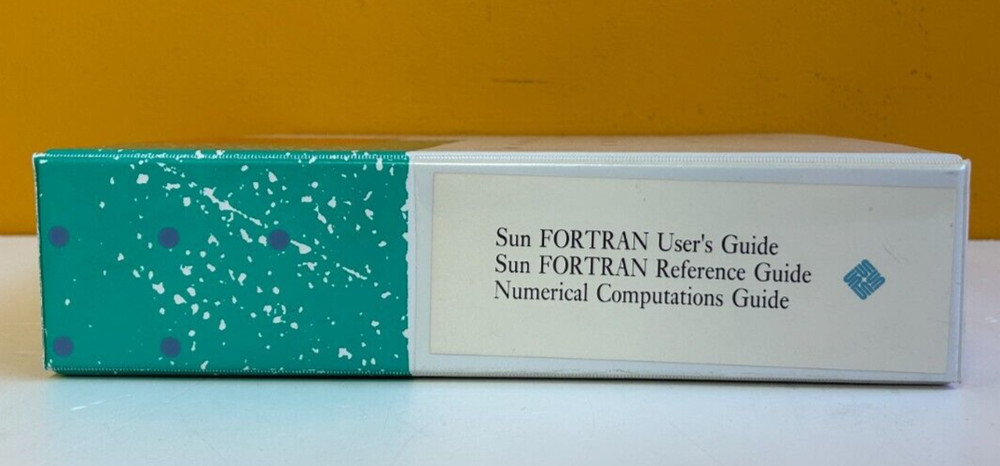 Sun FORTRAN User's Guide
Sun FORTRAN Reference Guide
Numerical Computations Guide